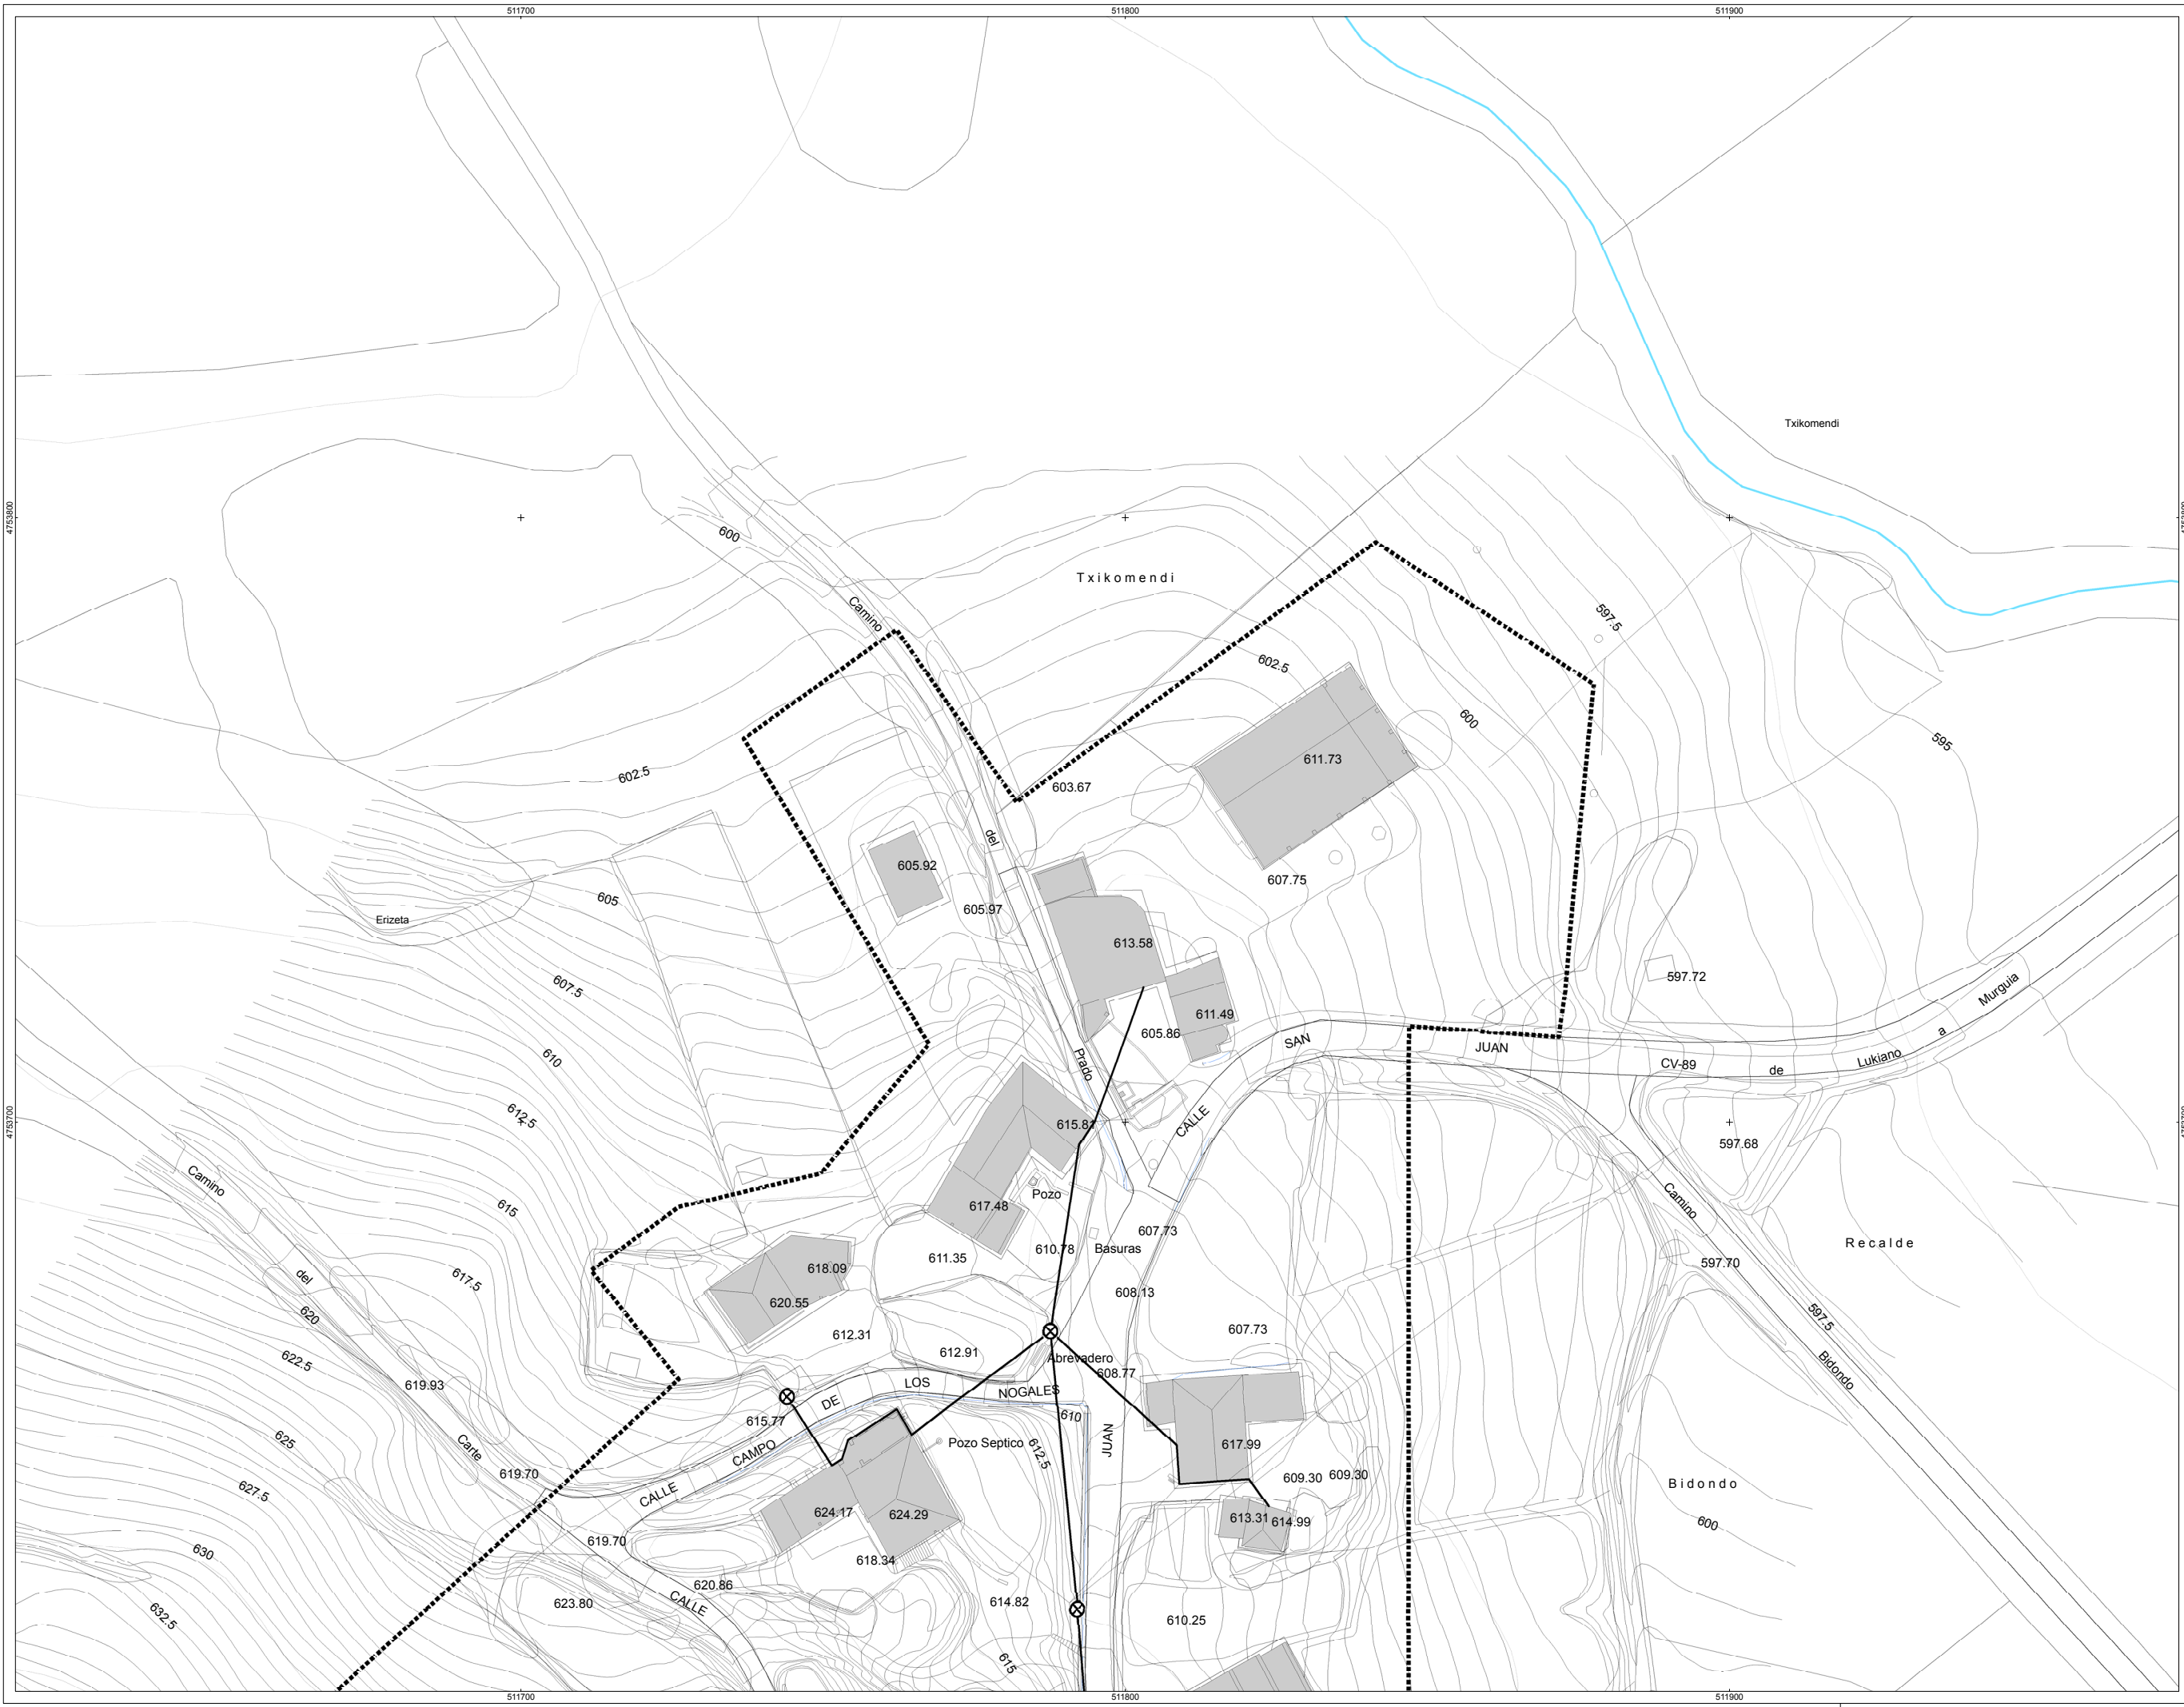 511700
511800
511900
Txikomendi
4753800
4753800
600
Txikomendi
Camino
597.5
602.5
600
602.5
595
611.73
603.67
del
605.92
607.75
605
605.97
Erizeta
613.58
597.72
607.5
Murguia
611.49
605.86
SAN
a
610
JUAN
Lukiano
Prado
CV-89
de
612.5
615.81
CALLE
4753700
4753700
597.68
Camino
Pozo
Camino
615
617.48
607.73
Recalde
611.35
610.78
Basuras
597.70
del
617.5
618.09
608.13
620
620.55
597.5
612.31
607.73
622.5
612.91
Abrevadero
Bidondo
619.93
608.77
LOS
NOGALES
DE
610
615.77
625
Carte
CAMPO
Pozo Septico
612.5
JUAN
617.99
619.70
609.30
609.30
Bidondo
627.5
CALLE
624.17
624.29
613.31
614.99
600
630
619.70
618.34
620.86
632.5
623.80
CALLE
614.82
610.25
615
511700
511800
511900